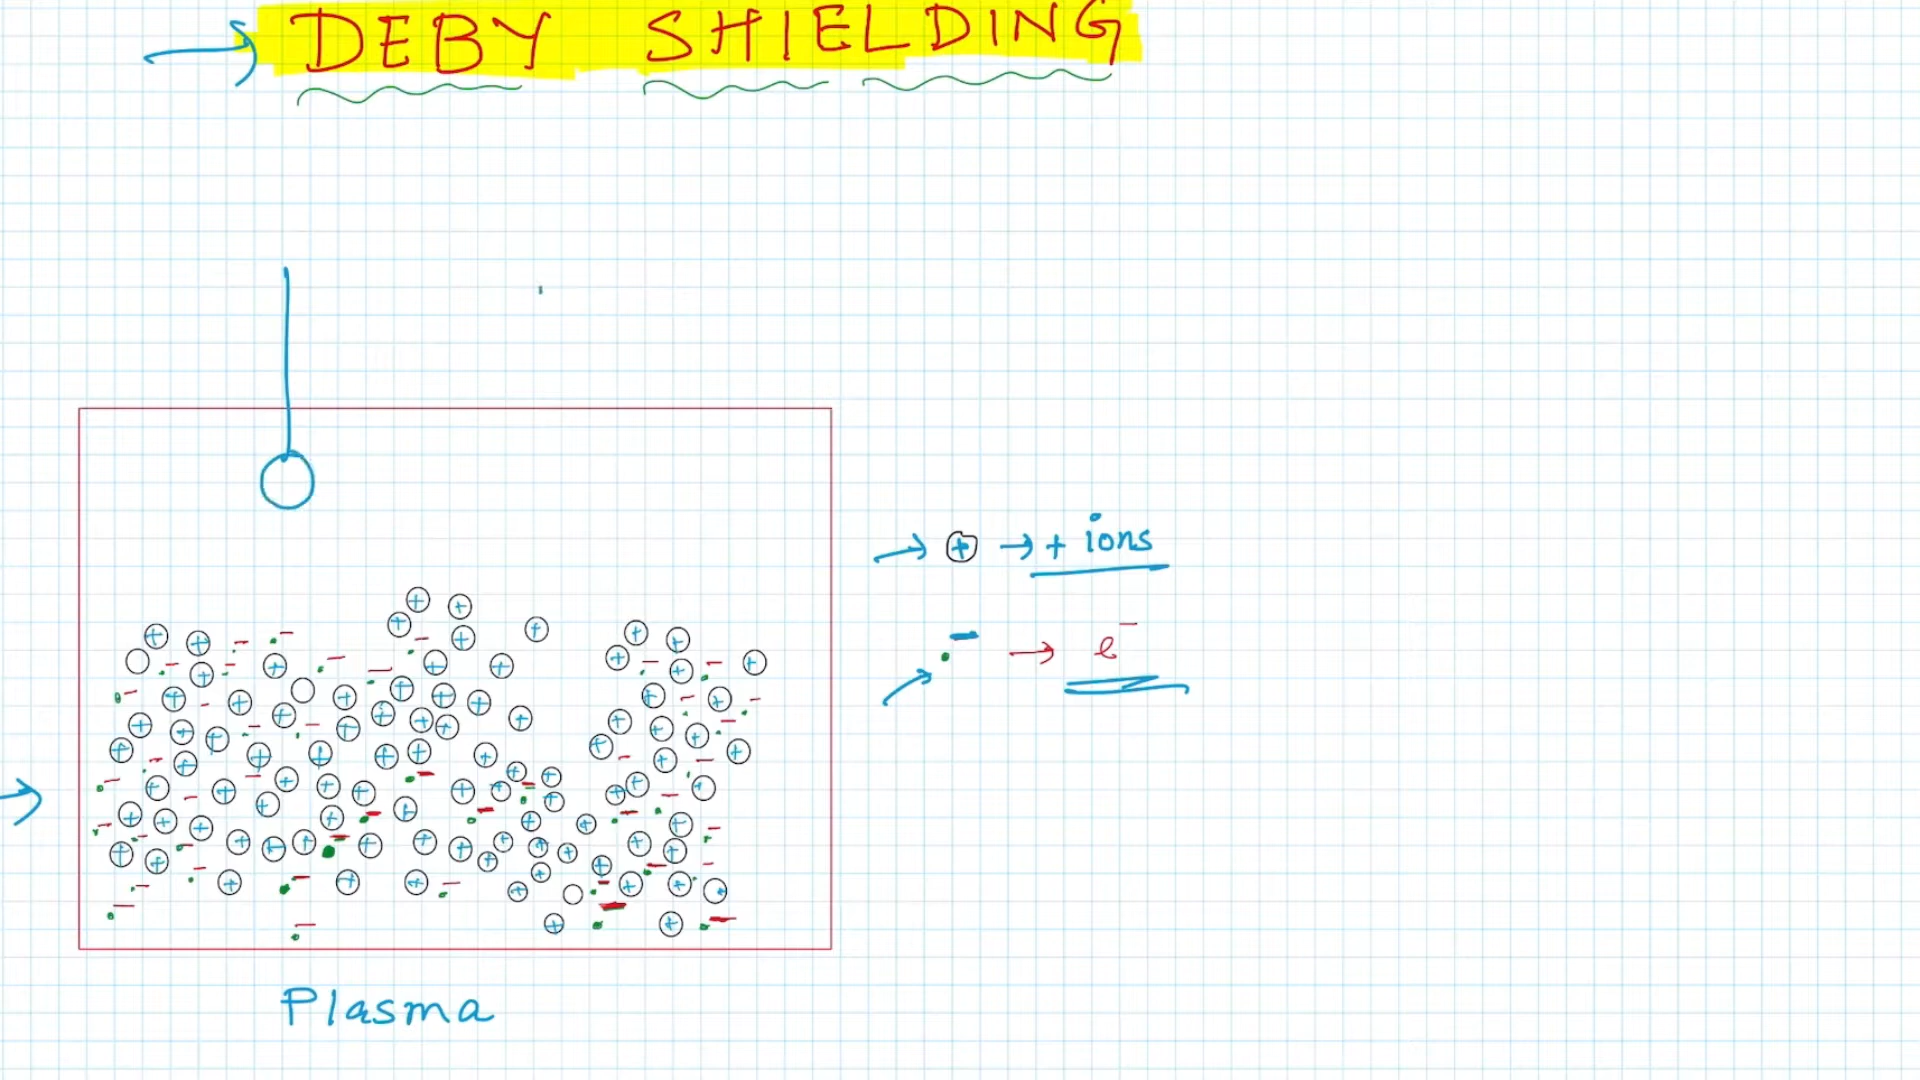 DEBY SHIELDING
+ → + ions
- → e⁻
Plasma